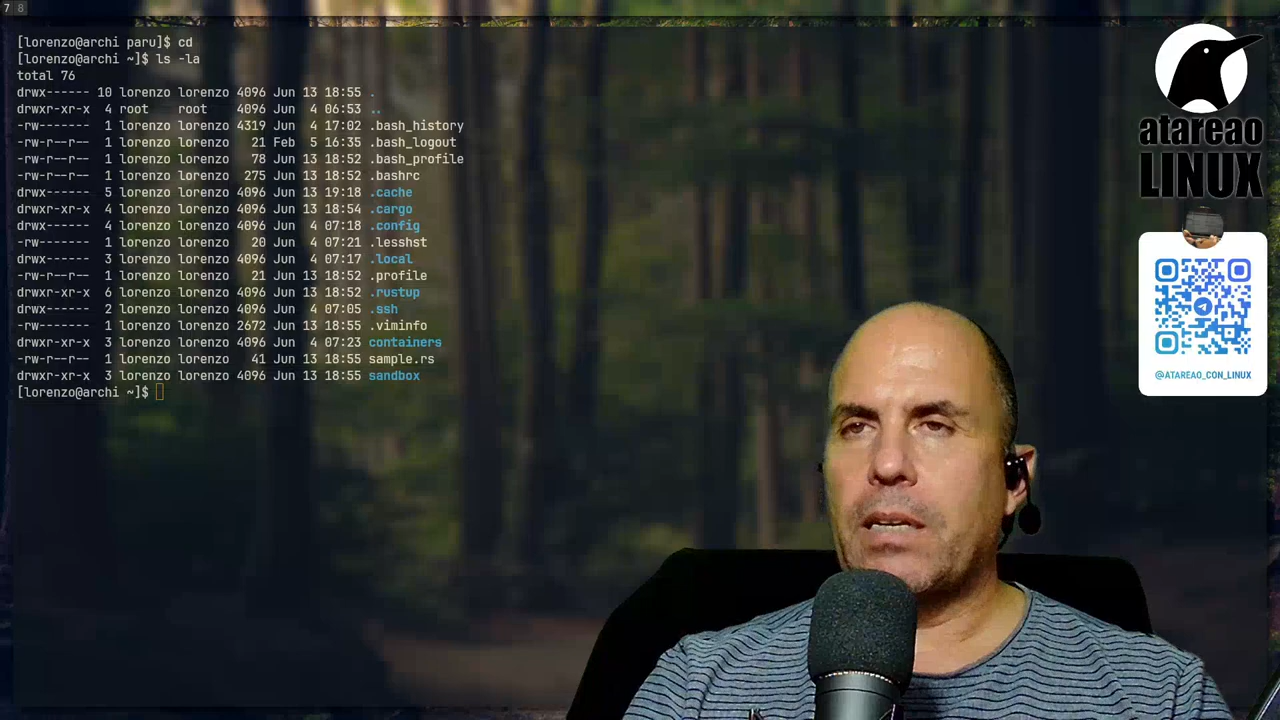 7 8
[lorenzo@archi paru]$ cd
[lorenzo@archi ~]$ ls -la
total 76
drwx------ 10 lorenzo lorenzo 4096 Jun 13 18:55 .
drwxr-xr-x  4 root    root    4096 Jun  4 06:53 ..
-rw-------  1 lorenzo lorenzo 4319 Jun  4 17:02 .bash_history
-rw-r--r--  1 lorenzo lorenzo   21 Feb  5 16:35 .bash_logout
-rw-r--r--  1 lorenzo lorenzo   78 Jun 13 18:52 .bash_profile
-rw-r--r--  1 lorenzo lorenzo  275 Jun 13 18:52 .bashrc
drwx------  5 lorenzo lorenzo 4096 Jun 13 19:18 .cache
drwxr-xr-x  4 lorenzo lorenzo 4096 Jun 13 18:54 .cargo
drwx------  4 lorenzo lorenzo 4096 Jun  4 07:18 .config
-rw-------  1 lorenzo lorenzo   20 Jun  4 07:21 .lesshst
drwx------  3 lorenzo lorenzo 4096 Jun  4 07:17 .local
-rw-r--r--  1 lorenzo lorenzo   21 Jun 13 18:52 .profile
drwxr-xr-x  6 lorenzo lorenzo 4096 Jun 13 18:52 .rustup
drwx------  2 lorenzo lorenzo 4096 Jun  4 07:05 .ssh
-rw-------  1 lorenzo lorenzo 2672 Jun 13 18:55 .viminfo
drwxr-xr-x  3 lorenzo lorenzo 4096 Jun  4 07:23 containers
-rw-r--r--  1 lorenzo lorenzo   41 Jun 13 18:55 sample.rs
drwxr-xr-x  3 lorenzo lorenzo 4096 Jun 13 18:55 sandbox
[lorenzo@archi ~]$
atareao
LINUX
@ATAREAO_CON_LINUX